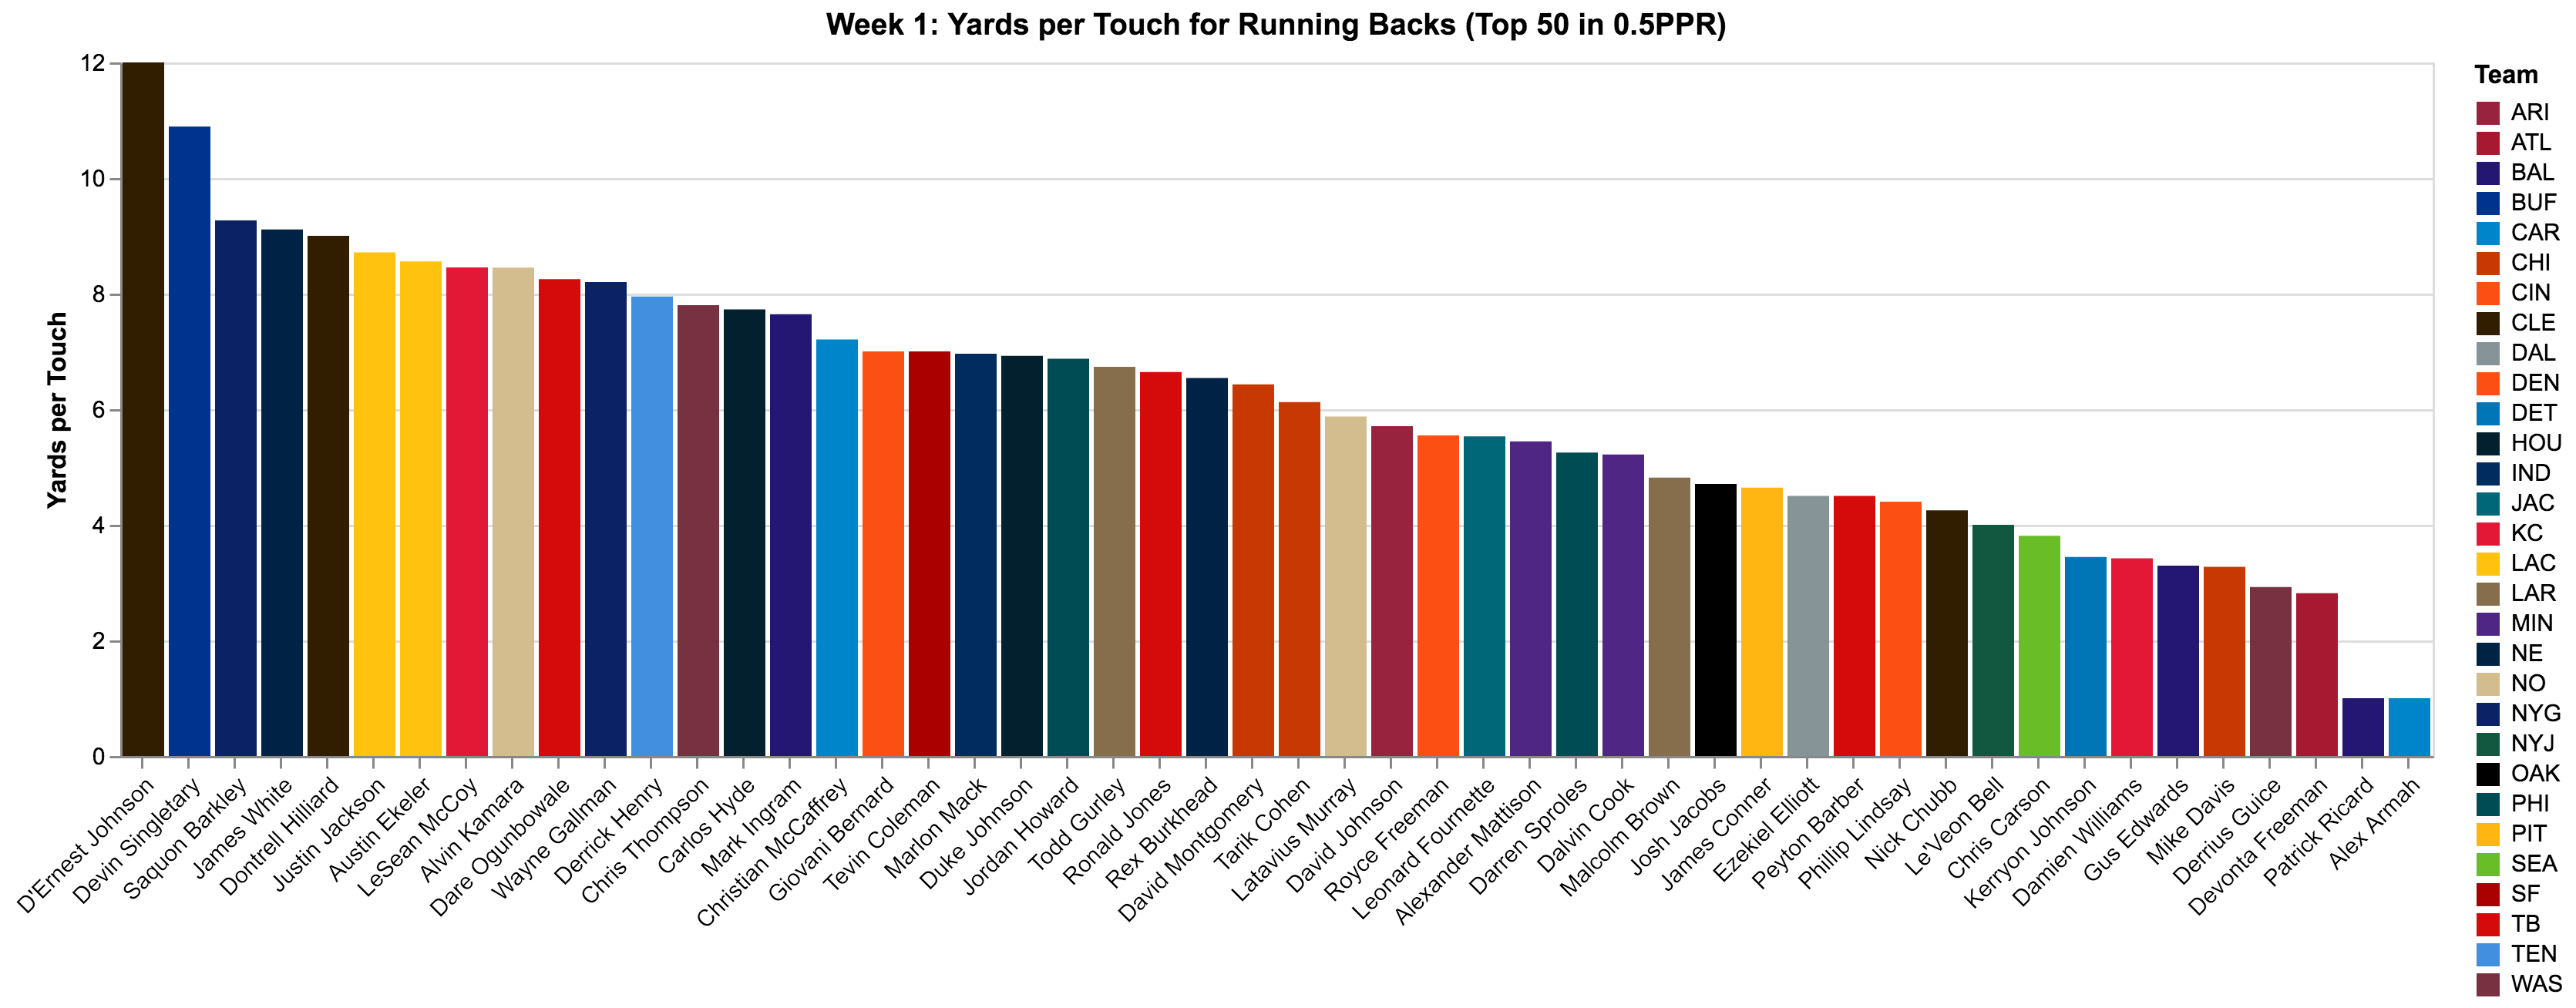 Week 1: Yards per Touch for Running Backs (Top 50 in 0.5PPR)
Yards per Touch
12
10
8
6
4
2
0
D'Ernest Johnson
Devin Singletary
Saquon Barkley
James White
Dontrell Hilliard
Justin Jackson
Austin Ekeler
LeSean McCoy
Alvin Kamara
Dare Ogunbowale
Wayne Gallman
Derrick Henry
Chris Thompson
Carlos Hyde
Mark Ingram
Christian McCaffrey
Giovani Bernard
Tevin Coleman
Marlon Mack
Duke Johnson
Jordan Howard
Todd Gurley
Ronald Jones
Rex Burkhead
David Montgomery
Tarik Cohen
Latavius Murray
David Johnson
Royce Freeman
Leonard Fournette
Alexander Mattison
Darren Sproles
Dalvin Cook
Malcolm Brown
Josh Jacobs
James Conner
Ezekiel Elliott
Peyton Barber
Phillip Lindsay
Nick Chubb
Le'Veon Bell
Chris Carson
Kerryon Johnson
Damien Williams
Gus Edwards
Mike Davis
Derrius Guice
Devonta Freeman
Patrick Ricard
Alex Armah
Team
ARI
ATL
BAL
BUF
CAR
CHI
CIN
CLE
DAL
DEN
DET
HOU
IND
JAC
KC
LAC
LAR
MIN
NE
NO
NYG
NYJ
OAK
PHI
PIT
SEA
SF
TB
TEN
WAS